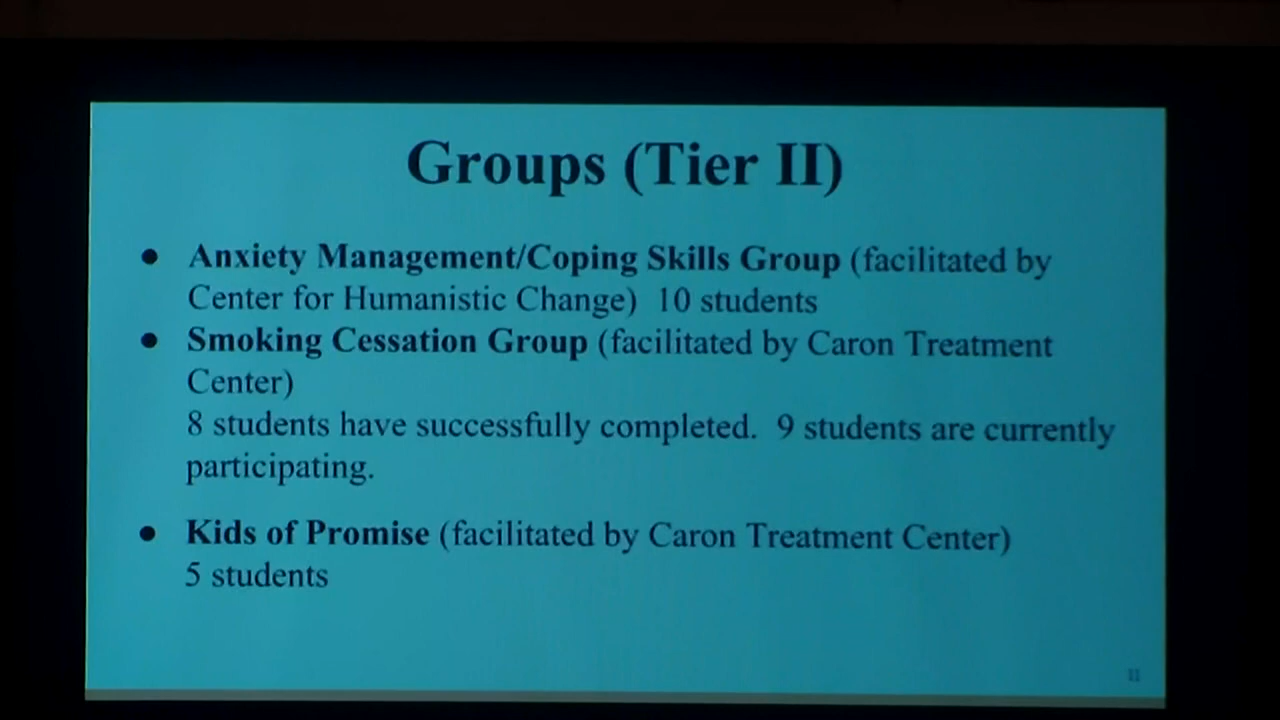 Groups (Tier II)
● Anxiety Management/Coping Skills Group (facilitated by
Center for Humanistic Change)  10 students
● Smoking Cessation Group (facilitated by Caron Treatment
Center)
8 students have successfully completed.  9 students are currently
participating.
● Kids of Promise (facilitated by Caron Treatment Center)
5 students
11